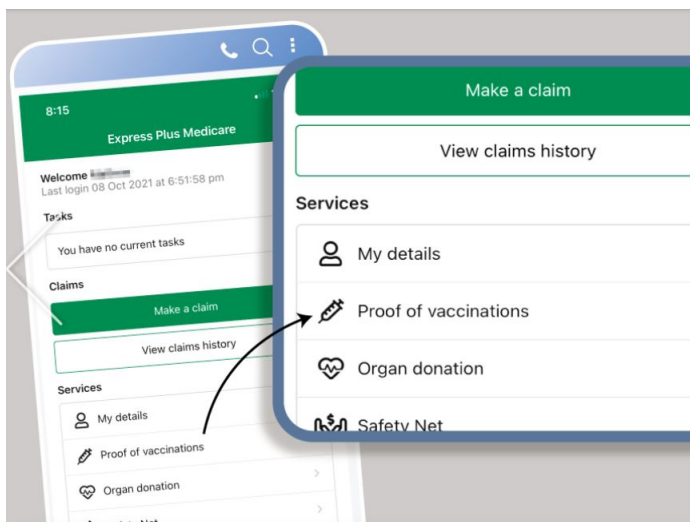 8:15
Express Plus Medicare
Welcome
Last login 08 Oct 2021 at 6:51:58 pm
Tasks
You have no current tasks
Claims
Make a claim
View claims history
Services
My details
Proof of vaccinations
Organ donation
Make a claim
View claims history
Services
My details
Proof of vaccinations
Organ donation
Safety Net